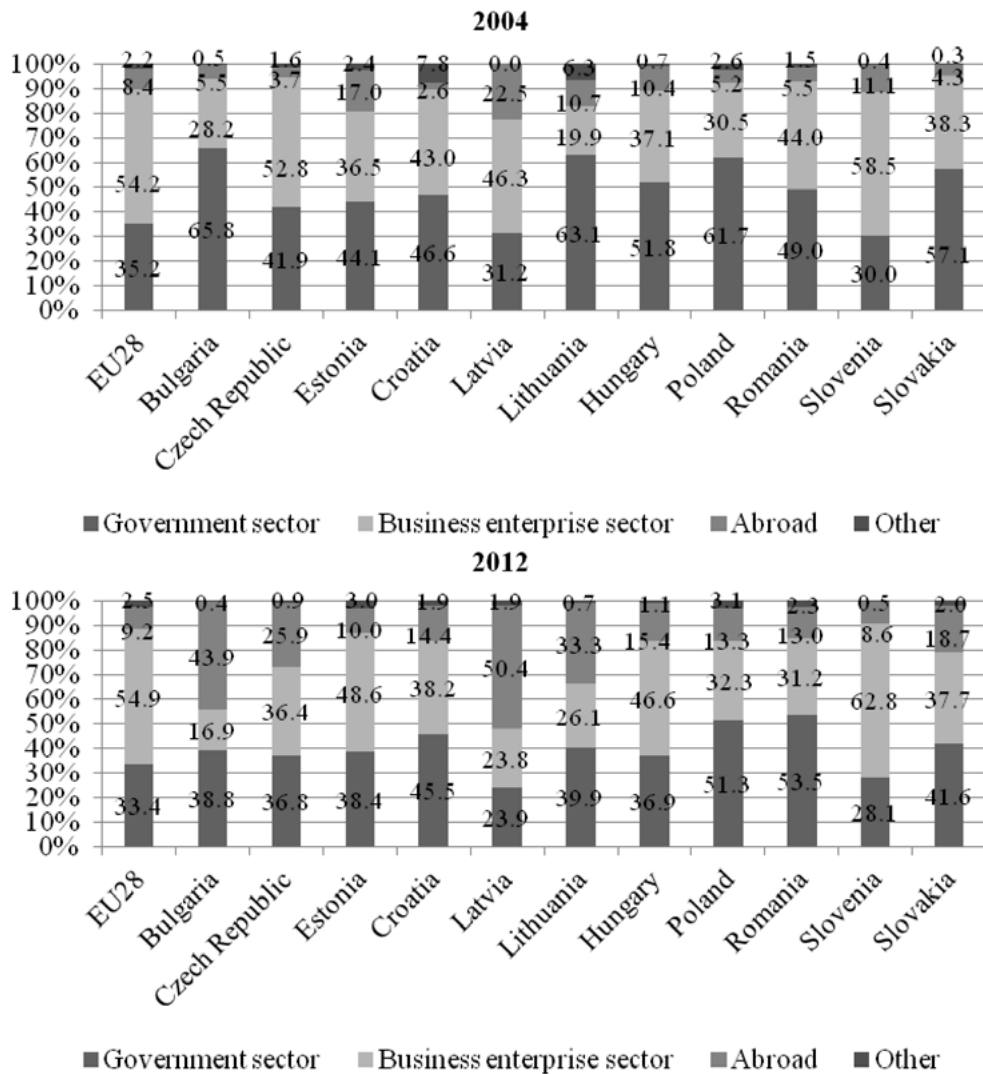 2004
100%
90%
80%
70%
60%
50%
40%
30%
20%
10%
0%
2.2 0.5 1.6 2.4 7.8 0.0 6.3 0.7 2.6 1.5 0.4 0.3
8.4 5.5 3.7 17.0 2.6 22.5 10.7 10.4 5.2 5.5 11.1 4.3
54.2 28.2 52.8 36.5 43.0 46.3 19.9 37.1 30.5 44.0 58.5 38.3
35.2 65.8 41.9 44.1 46.6 31.2 63.1 51.8 61.7 49.0 30.0 57.1
EU28 Bulgaria Czech Republic Estonia Croatia Latvia Lithuania Hungary Poland Romania Slovenia Slovakia
Government sector Business enterprise sector Abroad Other
2012
100%
90%
80%
70%
60%
50%
40%
30%
20%
10%
0%
2.5 0.4 0.9 3.0 1.9 1.9 0.7 1.1 3.1 2.3 0.5 2.0
9.2 43.9 25.9 10.0 14.4 50.4 33.3 15.4 13.3 13.0 8.6 18.7
54.9 16.9 36.4 48.6 38.2 23.8 26.1 46.6 32.3 31.2 62.8 37.7
33.4 38.8 36.8 38.4 45.5 23.9 39.9 36.9 51.3 53.5 28.1 41.6
EU28 Bulgaria Czech Republic Estonia Croatia Latvia Lithuania Hungary Poland Romania Slovenia Slovakia
Government sector Business enterprise sector Abroad Other